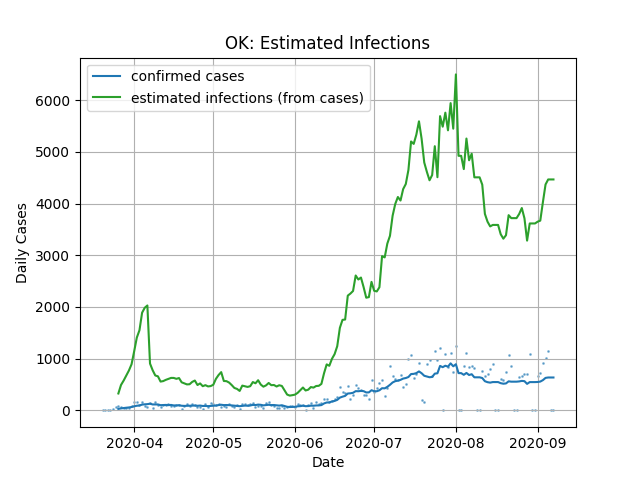 OK: Estimated Infections
confirmed cases
estimated infections (from cases)
6000
5000
4000
3000
2000
1000
0
Daily Cases
2020-04
2020-05
2020-06
2020-07
2020-08
2020-09
Date